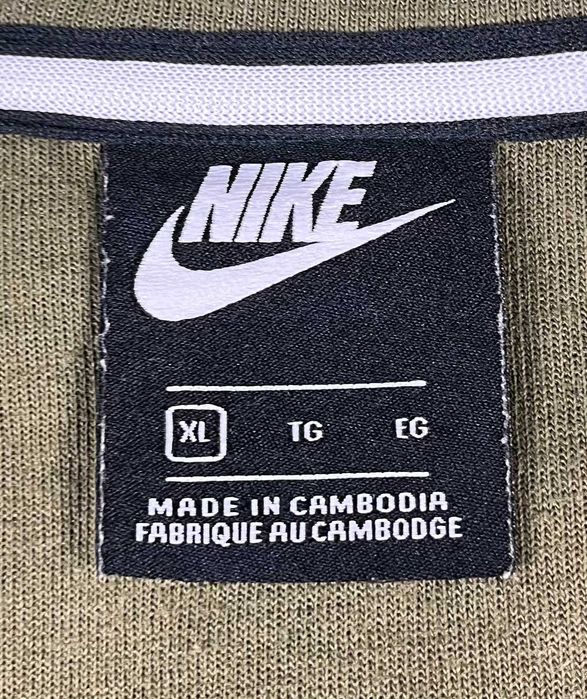 NIKE
XL TG EG
MADE IN CAMBODIA
FABRIQUE AU CAMBODGE